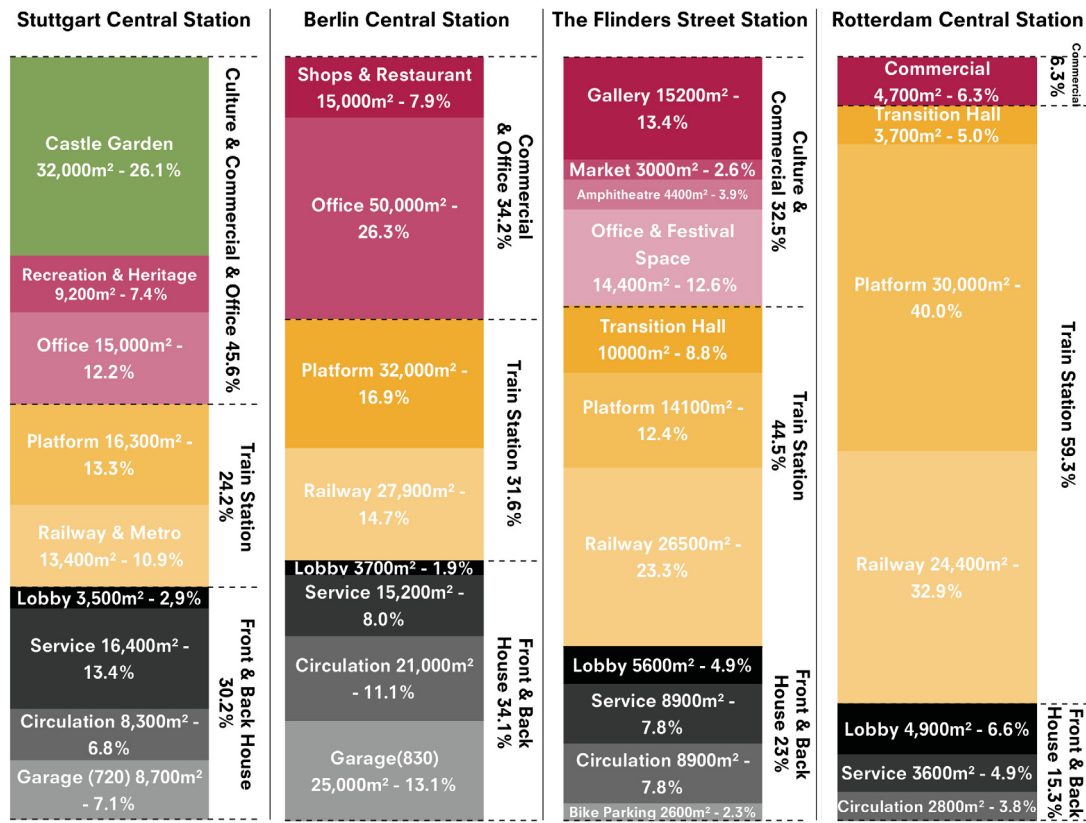 Stuttgart Central Station
Castle Garden
32,000m² - 26.1%
Recreation & Heritage
9,200m² - 7.4%
Office 15,000m² -
12.2%
Platform 16,300m² -
13.3%
Railway & Metro
13,400m² - 10.9%
Lobby 3,500m² - 2,9%
Service 16,400m² -
13.4%
Circulation 8,300m² -
6.8%
Garage (720) 8,700m²
- 7.1%
Culture & Commercial & Office 45.6%
Train Station
24.2%
Front & Back House
30.2%
Berlin Central Station
Shops & Restaurant
15,000m² - 7.9%
Office 50,000m² -
26.3%
Platform 32,000m² -
16.9%
Railway 27,900m² -
14.7%
Lobby 3700m² - 1.9%
Service 15,200m² -
8.0%
Circulation 21,000m²
- 11.1%
Garage(830)
25,000m² - 13.1%
Commercial
& Office 34.2%
Train Station 31.6%
Front & Back
House 34.1%
The Flinders Street Station
Gallery 15200m² -
13.4%
Market 3000m² - 2.6%
Amphitheatre 4400m² - 3.9%
Office & Festival
Space
14,400m² - 12.6%
Transition Hall
10000m² - 8.8%
Platform 14100m² -
12.4%
Railway 26500m² -
23.3%
Lobby 5600m² - 4.9%
Service 8900m² -
7.8%
Circulation 8900m² -
7.8%
Bike Parking 2600m² - 2.3%
Culture &
Commercial 32.5%
Train Station
44.5%
Front & Back
House 23%
Rotterdam Central Station
Commercial
4,700m² - 6.3%
Transition Hall
3,700m² - 5.0%
Platform 30,000m² -
40.0%
Railway 24,400m² -
32.9%
Lobby 4,900m² - 6.6%
Service 3600m² - 4.9%
Circulation 2800m² - 3.8%
Commercial
6.3%
Train Station 59.3%
Front & Back
House 15.3%